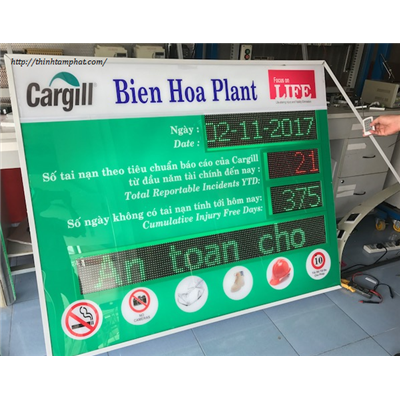 http://thinhtamphat.com/
Cargill
Bien Hoa Plant
Focus on
LIFE
Ngày :
Date :
02-11-2017
Số tai nạn theo tiêu chuẩn báo cáo của Cargill
từ đầu năm tài chính đến nay :
Total Reportable Incidents YTD:
21
Số ngày không có tai nạn tính tới hôm nay:
Cumulative Injury Free Days:
375
An toan cho
10